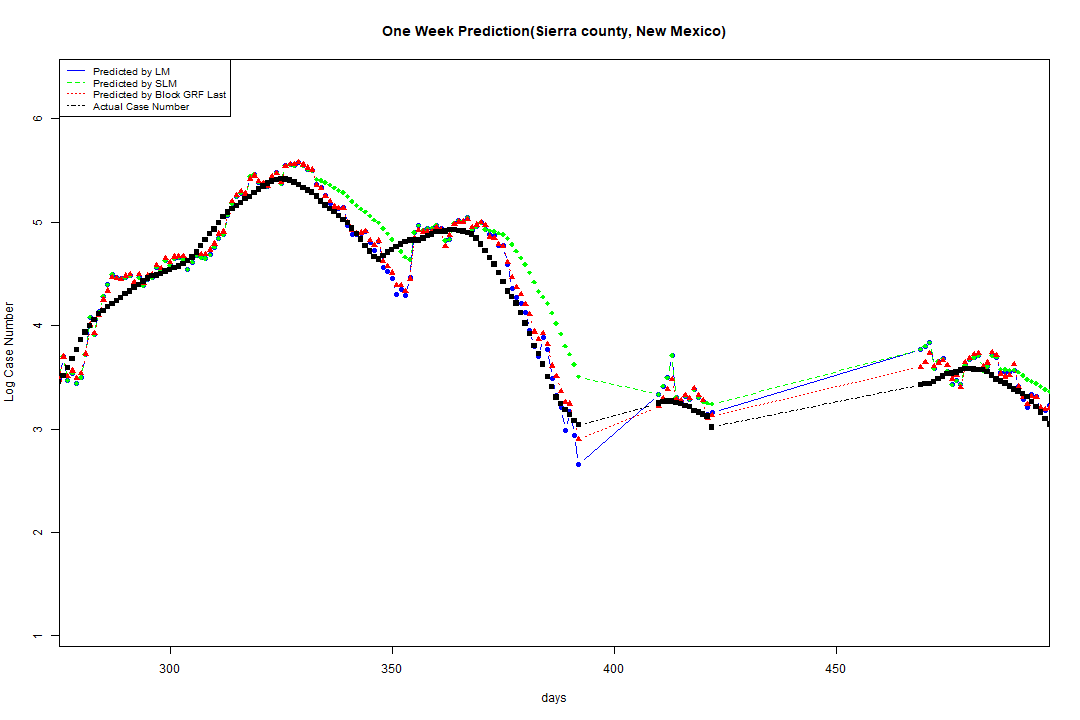 One Week Prediction(Sierra county, New Mexico)
Predicted by LM
Predicted by SLM
Predicted by Block GRF Last
Actual Case Number
Log Case Number
6
5
4
3
2
1
300
350
400
450
days